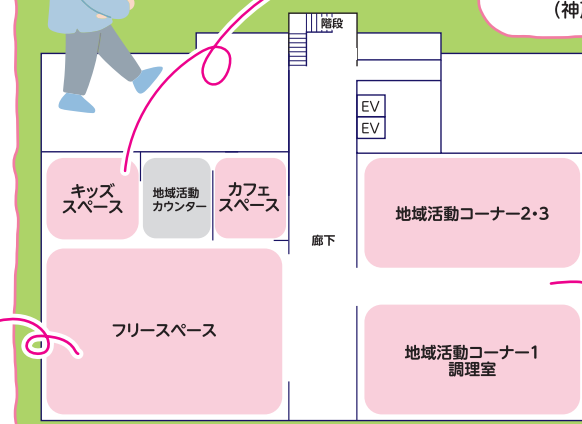 （神
階段
EV
EV
キッズ
スペース
地域活動
カウンター
カフェ
スペース
地域活動コーナー2・3
廊下
フリースペース
地域活動コーナー1
調理室